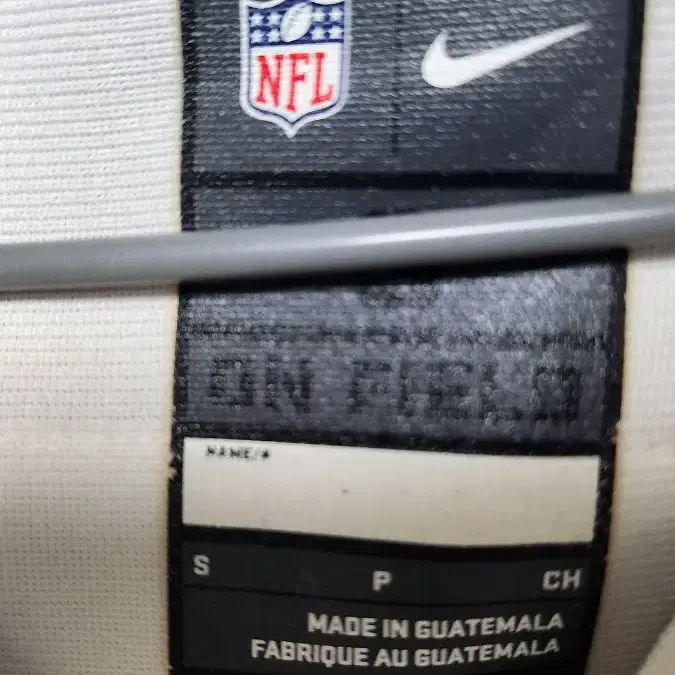 NFL
ON FIELD
NAME/#
S P CH
MADE IN GUATEMALA
FABRIQUE AU GUATEMALA